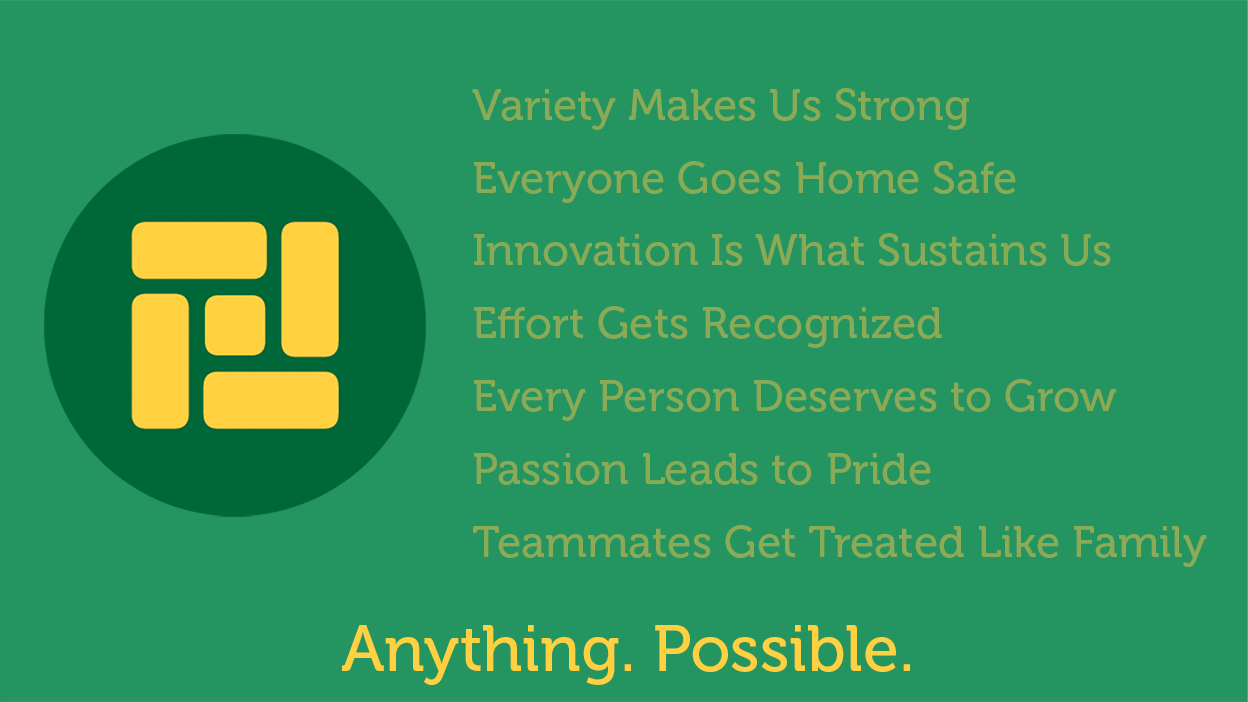 Variety Makes Us Strong
Everyone Goes Home Safe
Innovation Is What Sustains Us
Effort Gets Recognized
Every Person Deserves to Grow
Passion Leads to Pride
Teammates Get Treated Like Family
Anything. Possible.